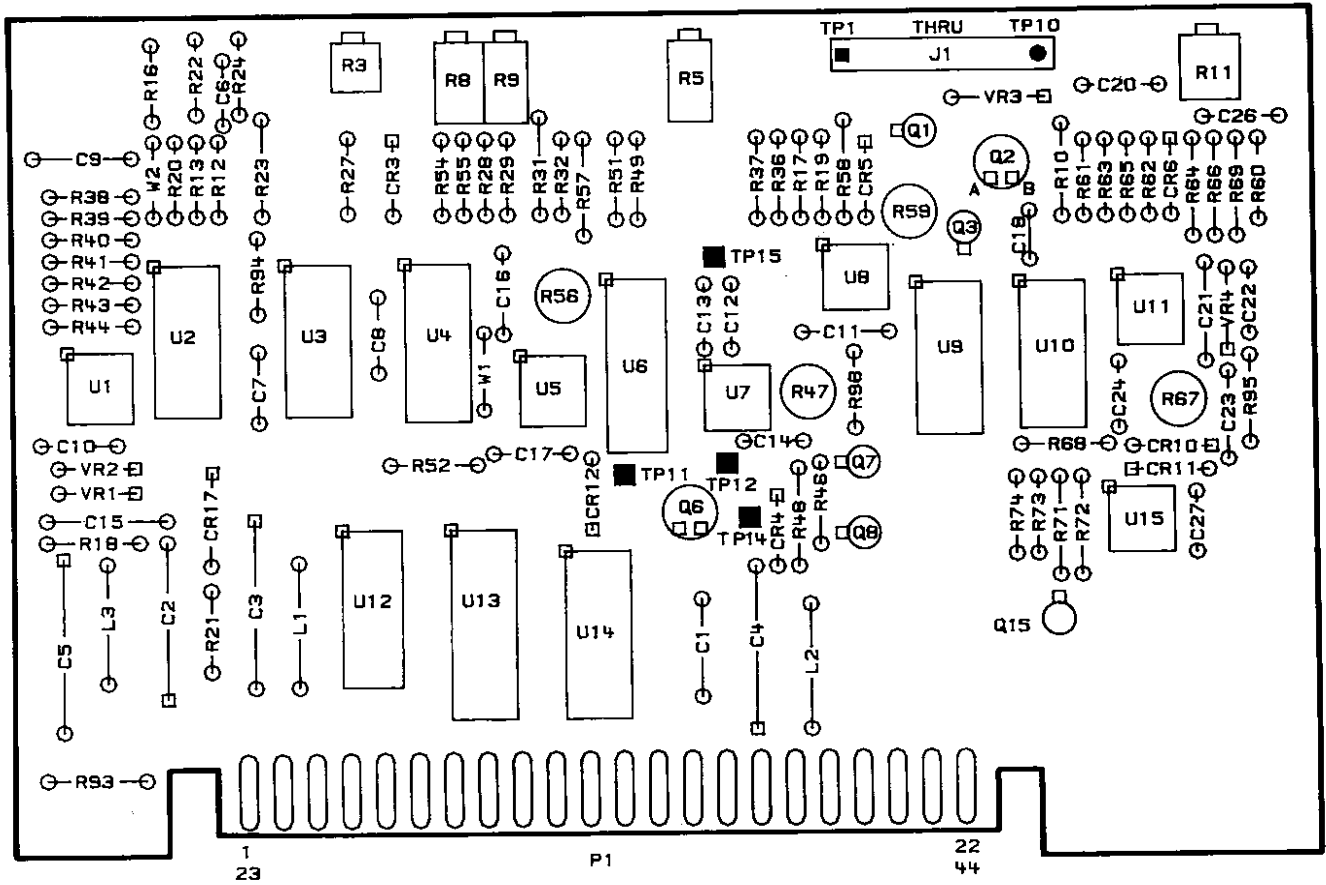 TP1 THRU TP10
J1
R16
R22
C6
R24
R3
R8
R9
R5
R11
VR3
C20
C26
Q1
Q2
A
B
C9
W2
R20
R13
R12
R23
R27
CR3
R54
R55
R28
R29
R31
R32
R57
R51
R49
R37
R36
R17
R19
R58
CR5
R59
Q3
C18
R10
R61
R63
R65
R62
CR6
R64
R66
R69
R60
R38
R39
R40
R41
R42
R43
R44
U2
R94
U3
C8
U4
C16
R56
W1
U5
U6
TP15
C13
C12
U8
C11
U9
U10
U11
C21
VR4
C22
U1
C7
U7
R47
R98
C24
R67
C23
R95
C10
VR2
VR1
C15
R18
CR17
R52
C17
CR12
TP11
C14
TP12
Q6
TP14
CR4
R48
R46
Q7
Q8
R68
CR10
CR11
R74
R73
R71
R72
U15
C27
Q15
C5
L3
C2
R21
C3
L1
U12
U13
U14
C1
C4
L2
R93
1
23
P1
22
44